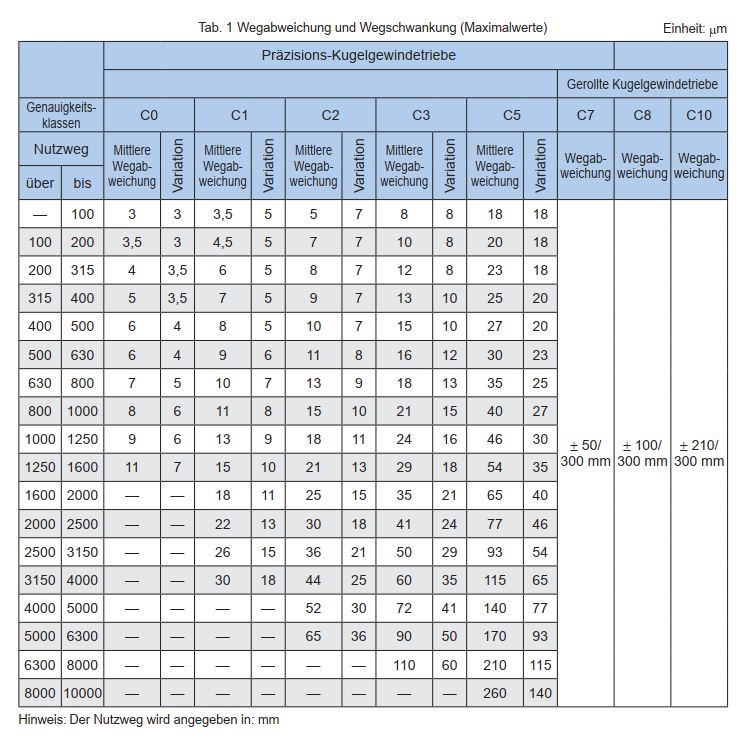 Tab. 1 Wegabweichung und Wegschwankung (Maximalwerte) Einheit: μm
Präzisions-Kugelgewindetriebe
Gerollte Kugelgewindetriebe
Genauigkeits-
klassen C0 C1 C2 C3 C5 C7 C8 C10
Nutzweg Mittlere Wegab-weichung Variation Mittlere Wegab-weichung Variation Mittlere Wegab-weichung Variation Mittlere Wegab-weichung Variation Mittlere Wegab-weichung Variation Wegab-weichung Wegab-weichung Wegab-weichung
über bis
— 100 3 3 3,5 5 5 7 8 8 18 18
100 200 3,5 3 4,5 5 7 7 10 8 20 18
200 315 4 3,5 6 5 8 7 12 8 23 18
315 400 5 3,5 7 5 9 7 13 10 25 20
400 500 6 4 8 5 10 7 15 10 27 20
500 630 6 4 9 6 11 8 16 12 30 23
630 800 7 5 10 7 13 9 18 13 35 25
800 1000 8 6 11 8 15 10 21 15 40 27
1000 1250 9 6 13 9 18 11 24 16 46 30
± 50/ ± 100/ ± 210/
300 mm 300 mm 300 mm
1250 1600 11 7 15 10 21 13 29 18 54 35
1600 2000 — — 18 11 25 15 35 21 65 40
2000 2500 — — 22 13 30 18 41 24 77 46
2500 3150 — — 26 15 36 21 50 29 93 54
3150 4000 — — 30 18 44 25 60 35 115 65
4000 5000 — — — — 52 30 72 41 140 77
5000 6300 — — — — 65 36 90 50 170 93
6300 8000 — — — — — — 110 60 210 115
8000 10000 — — — — — — — — 260 140
Hinweis: Der Nutzweg wird angegeben in: mm